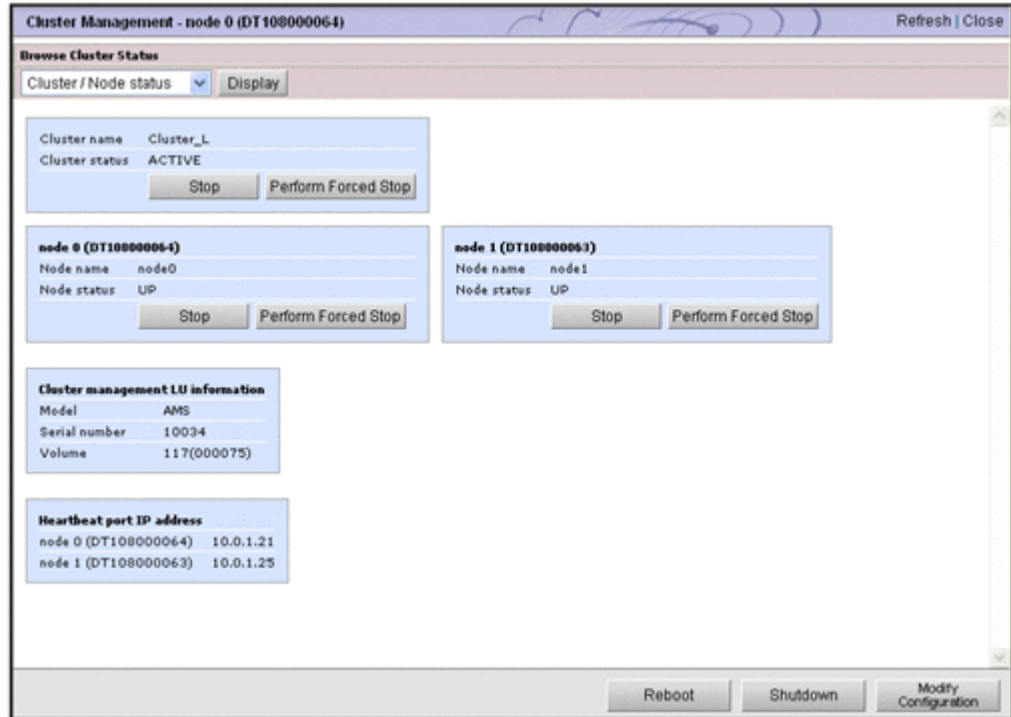 Cluster Management - node 0 (DT108000064) Refresh | Close
Browse Cluster Status
Cluster / Node status Display
Cluster name Cluster_L
Cluster status ACTIVE
Stop Perform Forced Stop
node 0 (DT108000064)
Node name node0
Node status UP
Stop Perform Forced Stop
node 1 (DT108000063)
Node name node1
Node status UP
Stop Perform Forced Stop
Cluster management LU information
Model AMS
Serial number 10034
Volume 117(000075)
Heartbeat port IP address
node 0 (DT108000064) 10.0.1.21
node 1 (DT108000063) 10.0.1.25
Reboot Shutdown Modify
Configuration